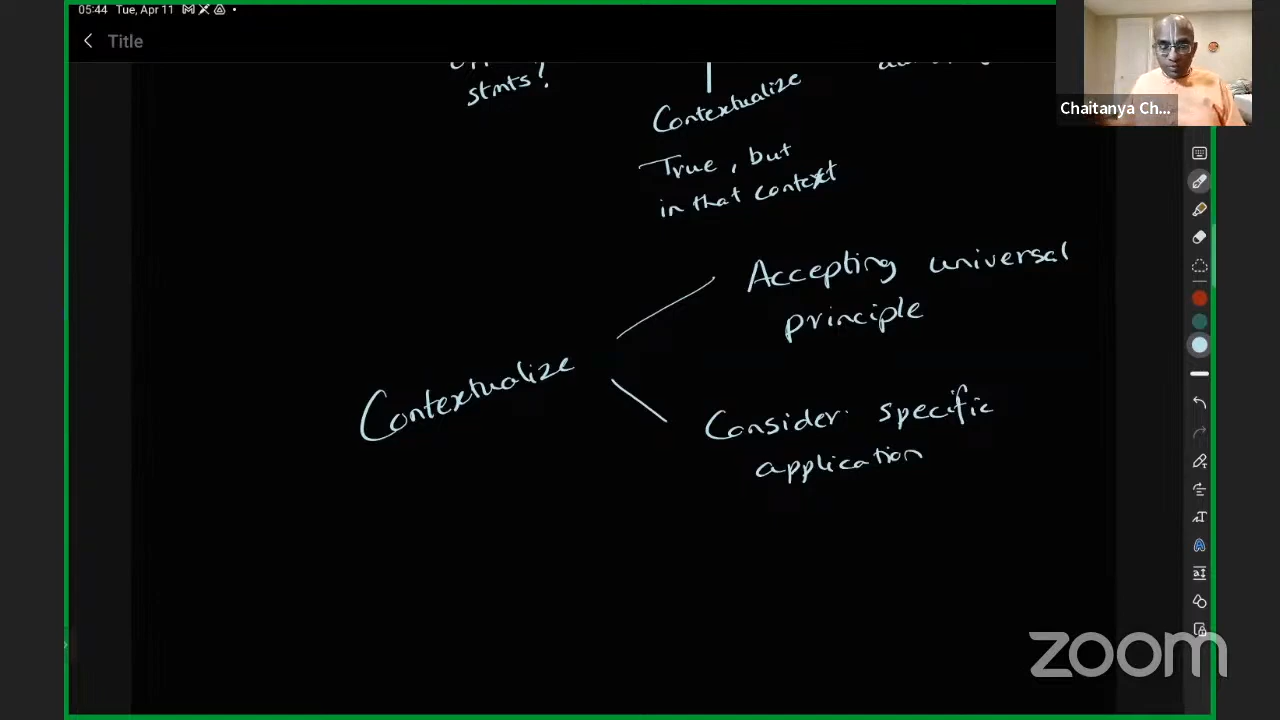 05:44 Tue, Apr 11
Title
Chaitanya Ch...
stmts?
Contextualize
True, but
in that context
Accepting universal
principle
Contextualize
Consider specific
application
zoom